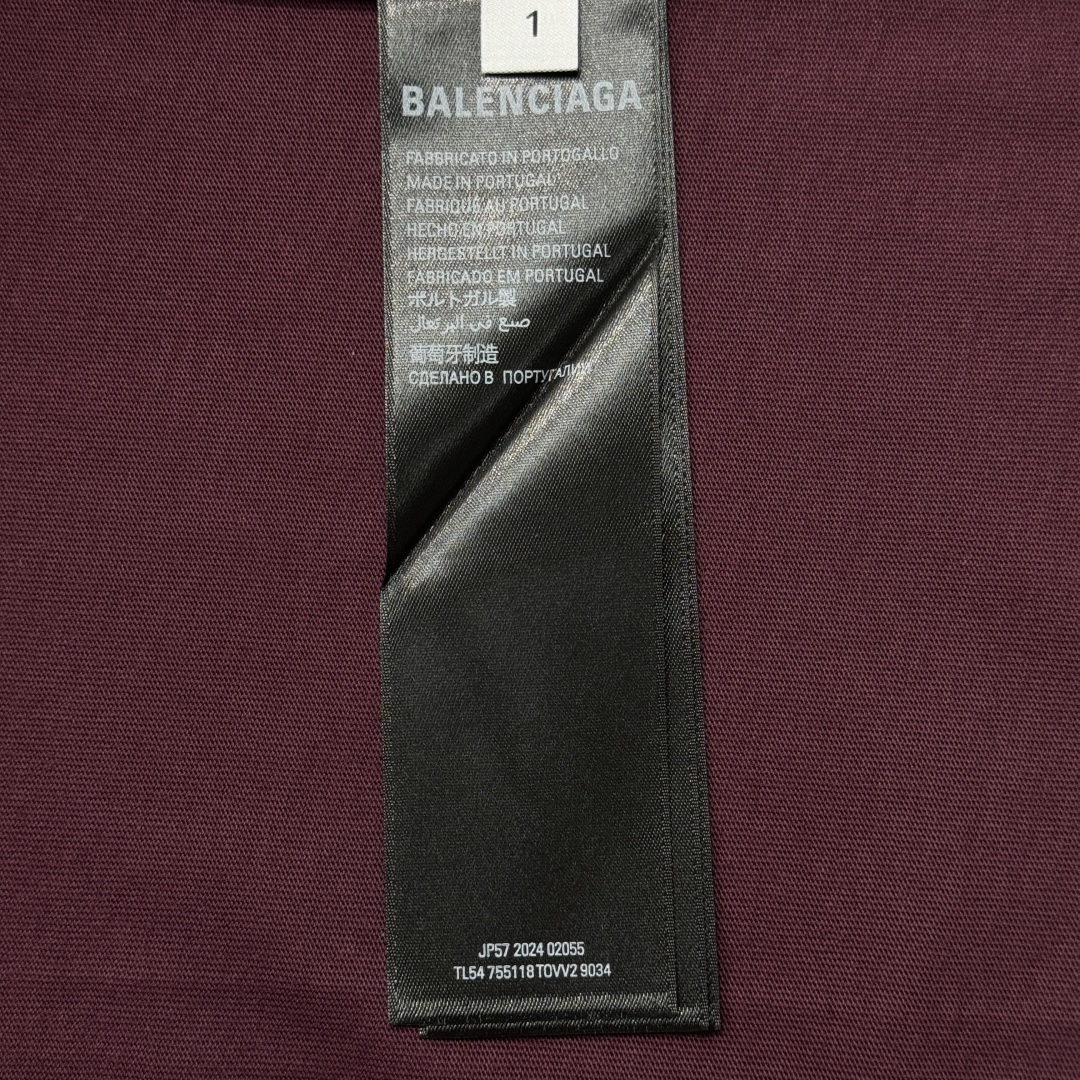 1
BALENCIAGA
FABBRICATO IN PORTOGALLO
MADE IN PORTUGAL
FABRIQUÉ AU PORTUGAL
HECHO EN PORTUGAL
HERGESTELLT IN PORTUGAL
FABRICADO EM PORTUGAL
ポルトガル製
صنع في البرتغال
葡萄牙制造
СДЕЛАНО В ПОРТУГАЛИИ
JP57 2024 02055
TL54 755118 TOVV2 9034